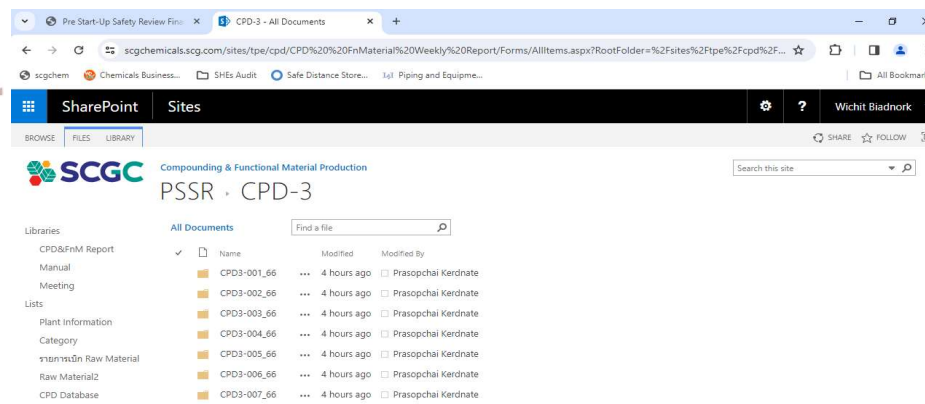 Pre Start-Up Safety Review Fina
CPD-3 - All Documents
scgchemicals.scg.com/sites/tpe/cpd/CPD%20%20FnMaterial%20Weekly%20Report/Forms/AllItems.aspx?RootFolder=%2Fsites%2Ftpe%2Fcpd%2F...
scgchem
Chemicals Business...
SHEs Audit
Safe Distance Store...
Piping and Equipme...
All Bookmar
SharePoint
Sites
Wichit Biadnork
BROWSE
FILES
LIBRARY
SHARE
FOLLOW
SCGC
Compounding & Functional Material Production
PSSR
CPD-3
Search this site
Libraries
CPD&FnM Report
Manual
Meeting
Lists
Plant Information
Category
รายการเบิก Raw Material
Raw Material2
CPD Database
All Documents
Find a file
Name Modified Modified By
CPD3-001_66 ... 4 hours ago Prasopchai Kerdnate
CPD3-002_66 ... 4 hours ago Prasopchai Kerdnate
CPD3-003_66 ... 4 hours ago Prasopchai Kerdnate
CPD3-004_66 ... 4 hours ago Prasopchai Kerdnate
CPD3-005_66 ... 4 hours ago Prasopchai Kerdnate
CPD3-006_66 ... 4 hours ago Prasopchai Kerdnate
CPD3-007_66 ... 4 hours ago Prasopchai Kerdnate